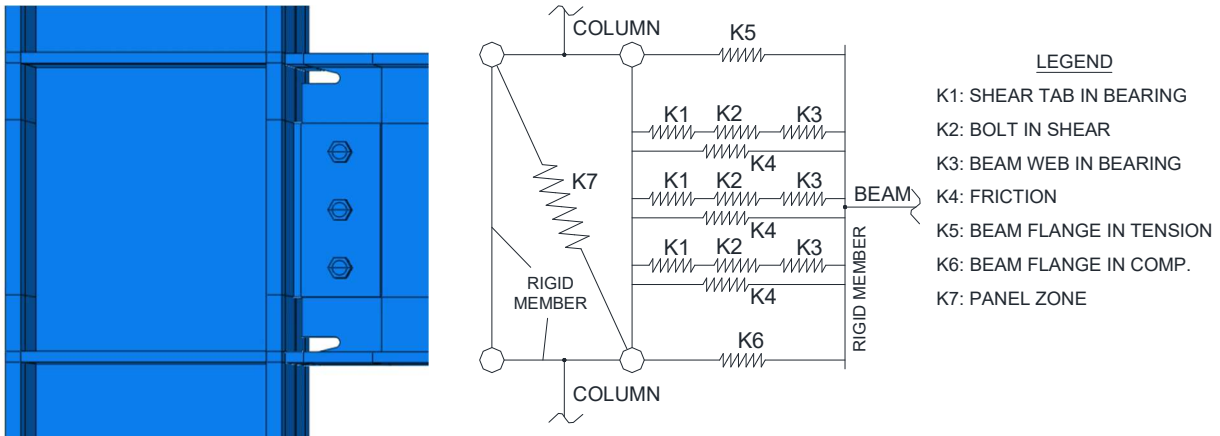 COLUMN
K5
K1 K2 K3
K4
K7
K1 K2 K3
K4
BEAM
K1 K2 K3
K4
RIGID
MEMBER
RIGID MEMBER
K6
COLUMN
LEGEND
K1: SHEAR TAB IN BEARING
K2: BOLT IN SHEAR
K3: BEAM WEB IN BEARING
K4: FRICTION
K5: BEAM FLANGE IN TENSION
K6: BEAM FLANGE IN COMP.
K7: PANEL ZONE